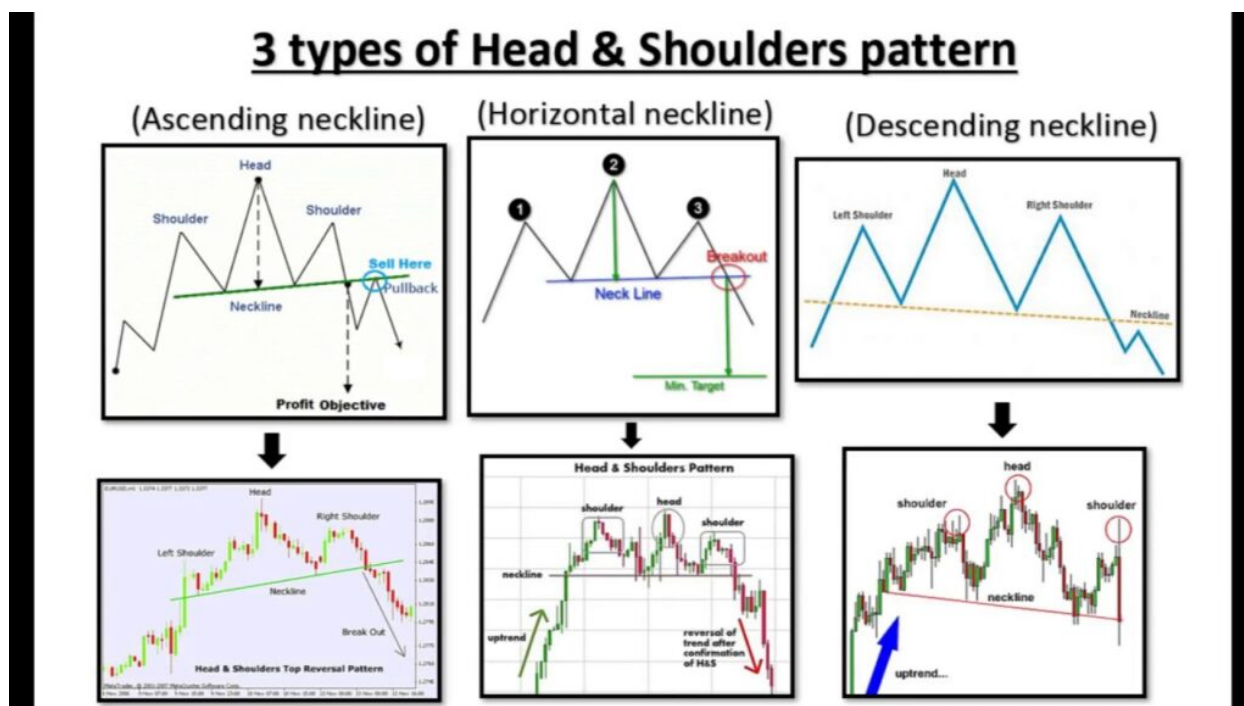 3 types of Head & Shoulders pattern
(Ascending neckline)
Head
Shoulder
Shoulder
Sell Here
Pullback
Neckline
Profit Objective
(Horizontal neckline)
2
1
3
Breakout
Neck Line
Min. Target
(Descending neckline)
Head
Left Shoulder
Right Shoulder
Neckline
Head
Right Shoulder
Left Shoulder
Neckline
Break Out
Head & Shoulders Top Reversal Pattern
Head & Shoulders Pattern
shoulder
head
shoulder
neckline
uptrend
reversal of
trend after
confirmation
of H&S
head
shoulder
shoulder
neckline
uptrend...